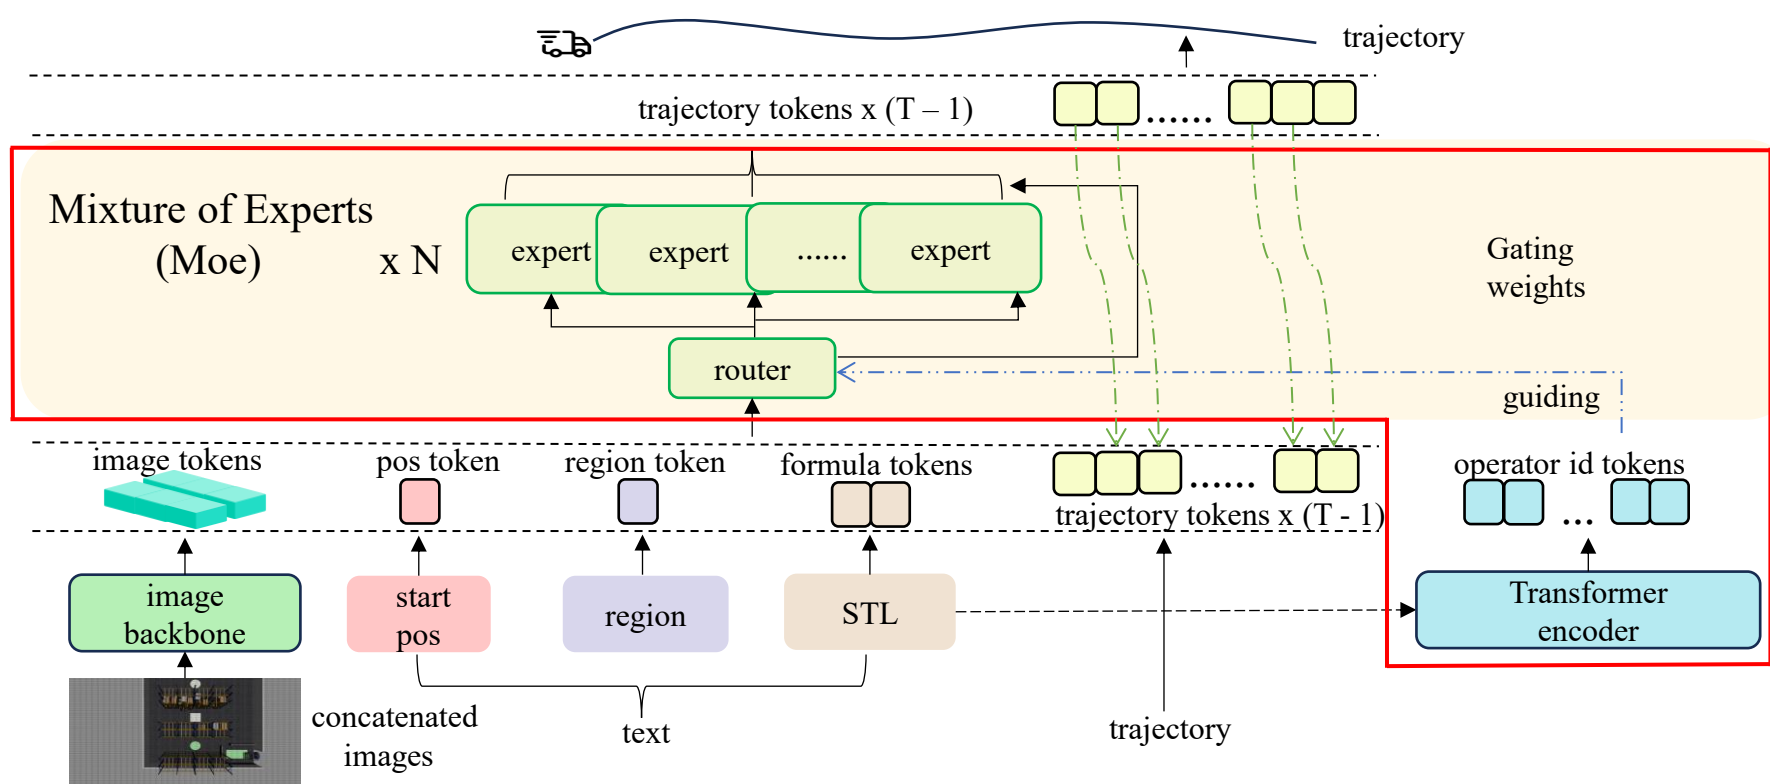 trajectory
trajectory tokens x (T – 1)
Mixture of Experts
(Moe)
x N
expert
expert
......
expert
Gating
weights
router
guiding
image tokens
pos token
region token
formula tokens
operator id tokens
......
......
...
trajectory tokens x (T - 1)
image
backbone
start
pos
region
STL
Transformer
encoder
concatenated
images
text
trajectory